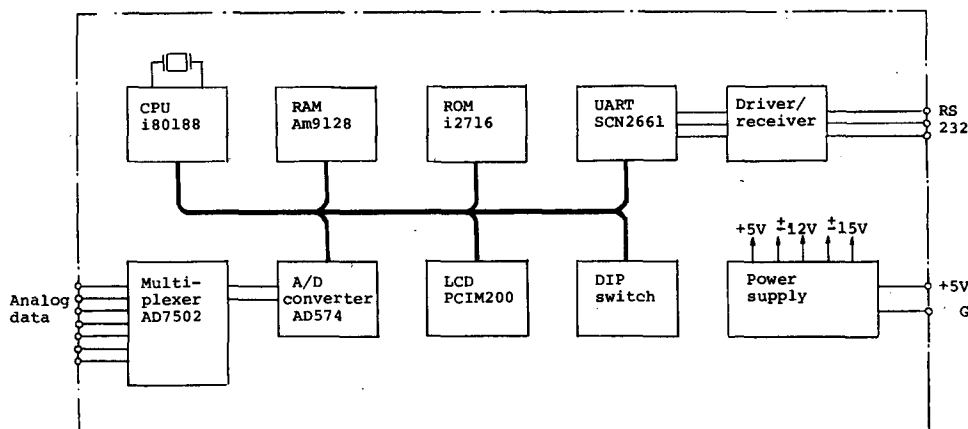 CPU
i80188
RAM
Am9128
ROM
i2716
UART
SCN2661
Driver/
receiver
RS
232
+5V ±12V ±15V
Analog
data
Multi-
plexer
AD7502
A/D
converter
AD574
LCD
PCIM200
DIP
switch
Power
supply
+5V
G